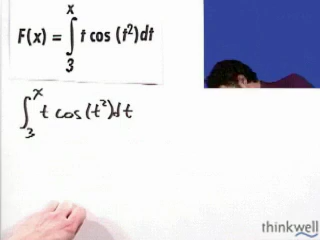 F(x) = ∫₃ˣ t cos (t²)dt
∫₃ˣ t cos(t²)dt
thinkwell